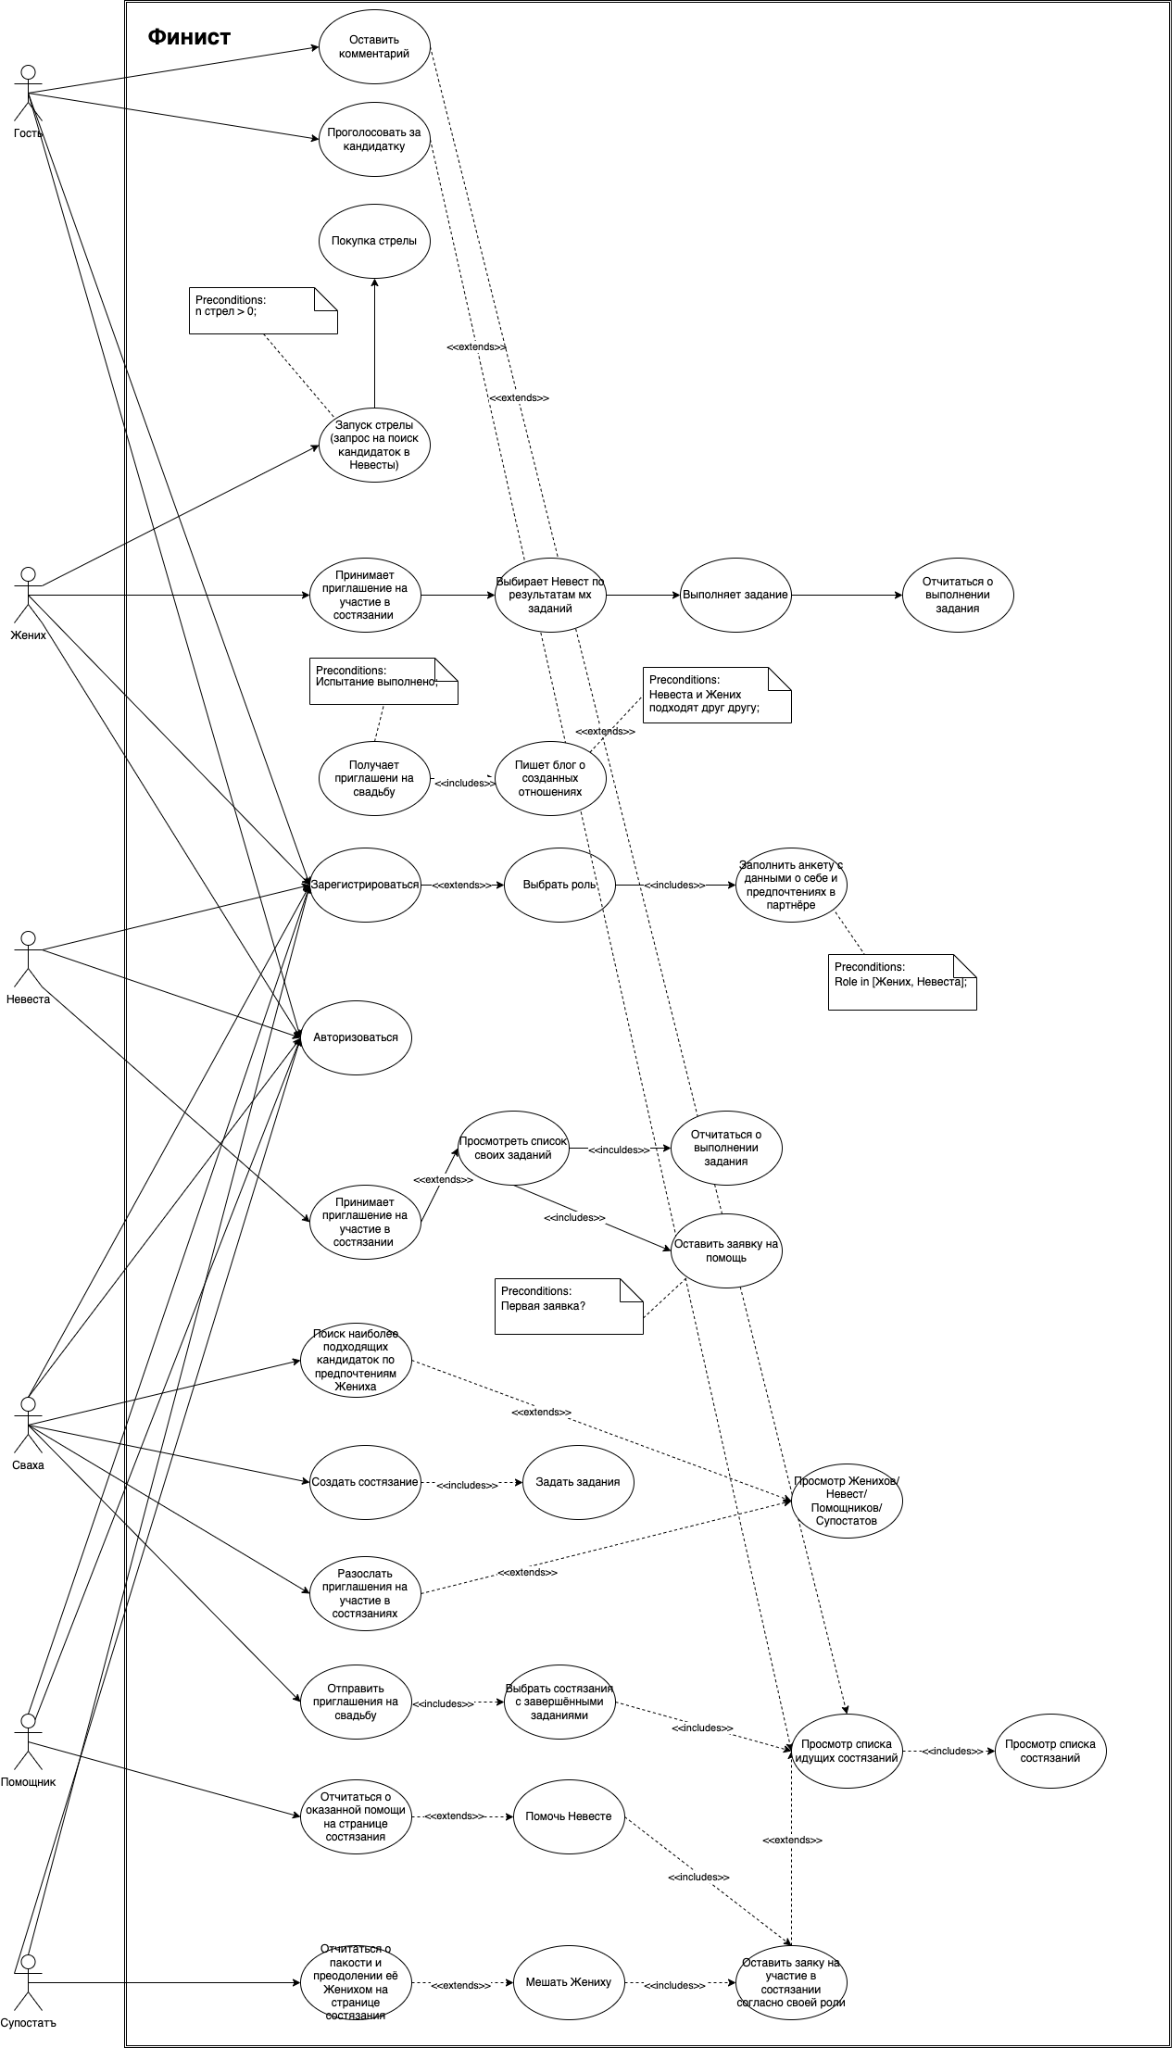 Финист
Оставить
комментарий
Гость
Проголосовать за
кандидатку
Покупка стрелы
Preconditions:
n стрел > 0;
<<extends>>
<<extends>>
Запуск стрелы
(запрос на поиск
кандидаток в
Невесты)
Жених
Принимает
приглашение на
участие в
состязании
Выбирает Невест по
результатам мх
заданий
Выполняет задание
Отчитаться о
выполнении
задания
Preconditions:
Испытание выполнено;
Preconditions:
Невеста и Жених
подходят друг другу;
<<extends>>
Получает
приглашени на
свадьбу
<<includes>>
Пишет блог о
созданных
отношениях
Зарегистрироваться
<<extends>>
Выбрать роль
<<includes>>
Заполнить анкету с
данными о себе и
предпочтениях в
партнёре
Preconditions:
Role in [Жених, Невеста];
Невеста
Авторизоваться
Просмотреть список
своих заданий
<<inculdes>>
Отчитаться о
выполнении
задания
<<extends>>
Принимает
приглашение на
участие в
состязании
<<includes>>
Оставить заявку на
помощь
Preconditions:
Первая заявка?
Поиск наиболее
подходящих
кандидаток по
предпочтениям
Жениха
<<extends>>
Сваха
Создать состязание
<<includes>>
Задать задания
Просмотр Женихов/
Невест/
Помощников/
Супостатов
Разослать
приглашения на
участие в
состязаниях
<<extends>>
Отправить
приглашения на
свадьбу
<<includes>>
Выбрать состязания
с завершёнными
заданиями
<<includes>>
Просмотр списка
идущих состязаний
<<includes>>
Просмотр списка
состязаний
Помощник
Отчитаться о
оказанной помощи
на странице
состязания
<<extends>>
Помочь Невесте
<<extends>>
<<includes>>
Отчитаться о
пакости и
преодолении её
Женихом на
странице
состязания
<<extends>>
Мешать Жениху
<<includes>>
Оставить заяку на
участие в
состязании
согласно своей роли
Супостатъ